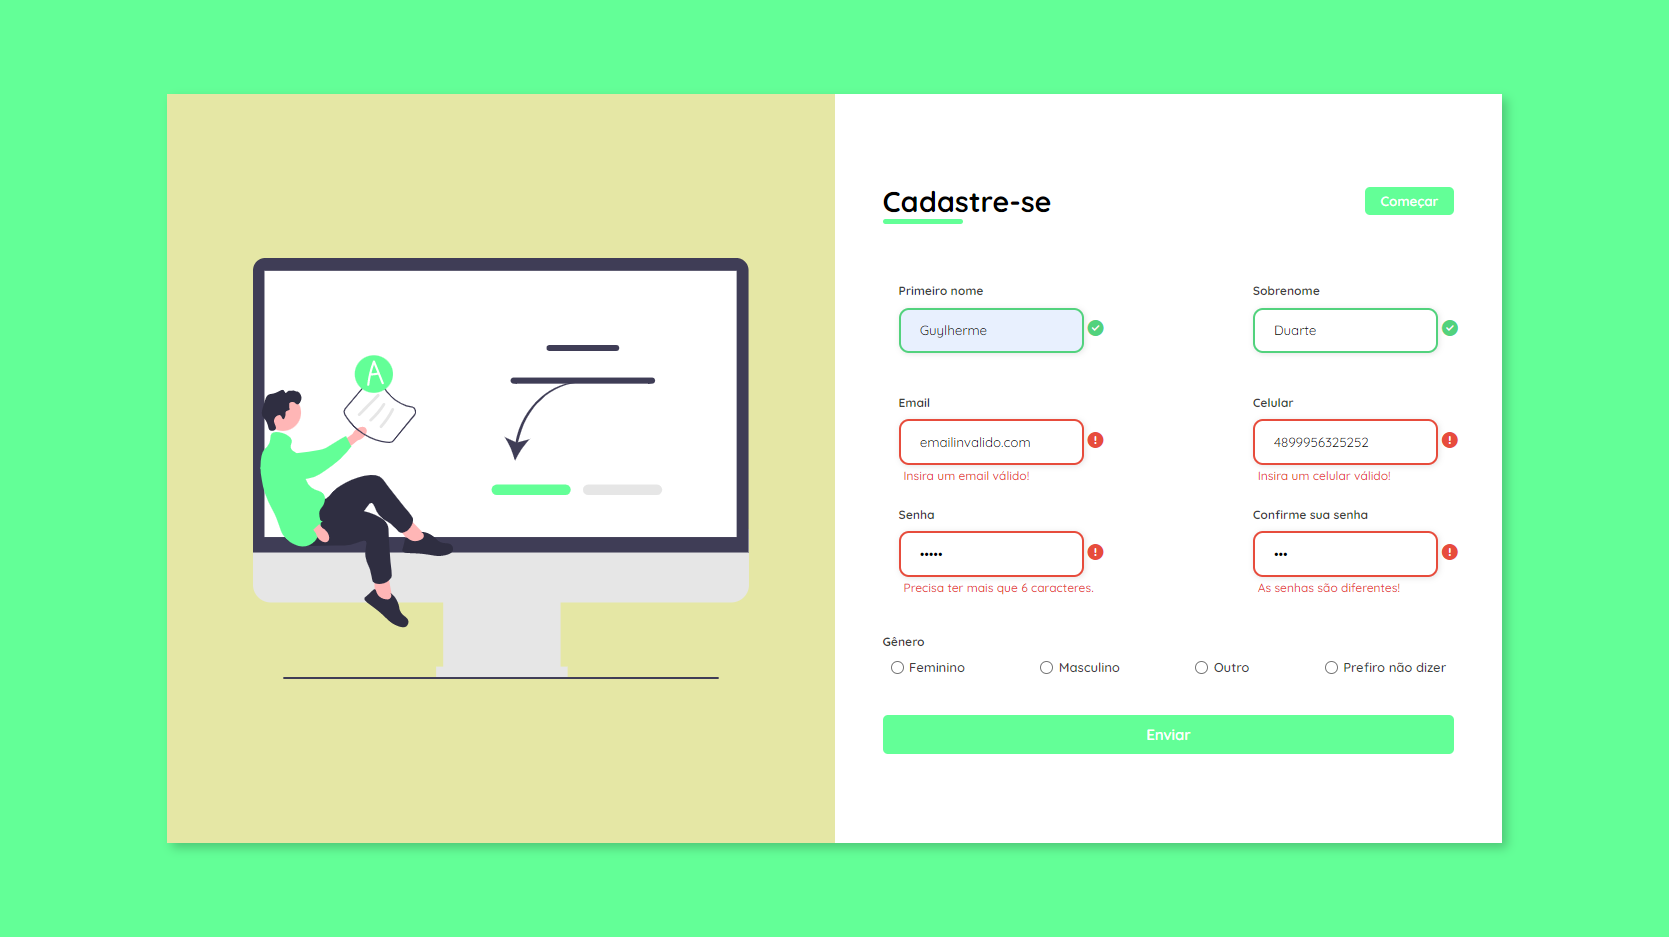 A
Cadastre-se
Começar
Primeiro nome
Sobrenome
Guylherme
Duarte
Email
Celular
emailinvalido.com
4899956325252
Insira um email válido!
Insira um celular válido!
Senha
Confirme sua senha
•••••
•••
Precisa ter mais que 6 caracteres.
As senhas são diferentes!
Gênero
Feminino
Masculino
Outro
Prefiro não dizer
Enviar